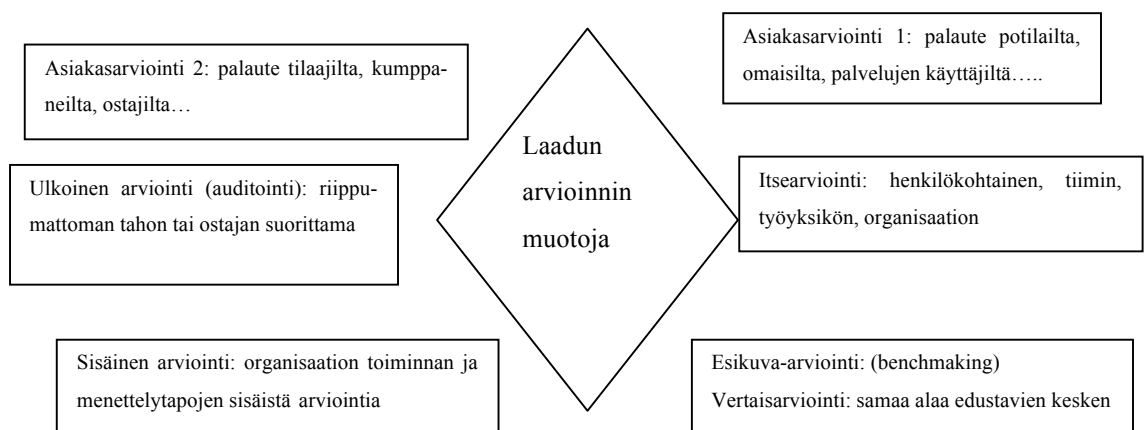 Asiakasarviointi 2: palaute tilaajilta, kumppa-
neilta, ostajilta…
Asiakasarviointi 1: palaute potilailta,
omaisilta, palvelujen käyttäjiltä…..
Laadun
arvioinnin
muotoja
Ulkoinen arviointi (auditointi): riippu-
mattoman tahon tai ostajan suorittama
Itsearviointi: henkilökohtainen, tiimin,
työyksikön, organisaation
Sisäinen arviointi: organisaation toiminnan ja
menettelytapojen sisäistä arviointia
Esikuva-arviointi: (benchmaking)
Vertaisarviointi: samaa alaa edustavien kesken